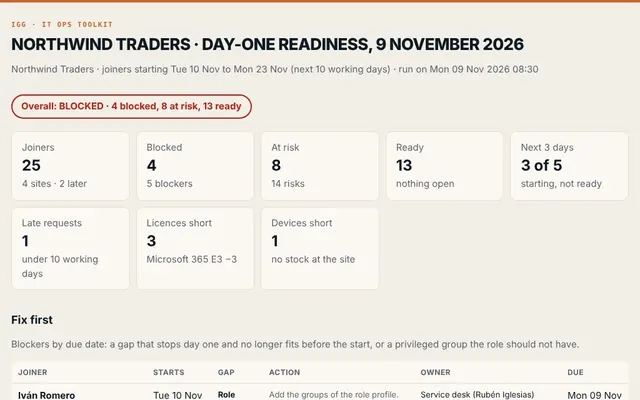 IGG · IT OPS TOOLKIT
NORTHWIND TRADERS · DAY-ONE READINESS, 9 NOVEMBER 2026
Northwind Traders · joiners starting Tue 10 Nov to Mon 23 Nov (next 10 working days) · run on Mon 09 Nov 2026 08:30
Overall: BLOCKED · 4 blocked, 8 at risk, 13 ready
Joiners
25
4 sites · 2 later
Blocked
4
5 blockers
At risk
8
14 risks
Ready
13
nothing open
Next 3 days
3 of 5
starting, not ready
Late requests
1
under 10 working
days
Licences short
3
Microsoft 365 E3 −3
Devices short
1
no stock at the site
Fix first
Blockers by due date: a gap that stops day one and no longer fits before the start, or a privileged group the role should not have.
JOINER STARTS GAP ACTION OWNER DUE
Iván Romero Tue 10 Nov Role Add the groups of the role profile. Service desk (Rubén Iglesias) Mon 09 Nov